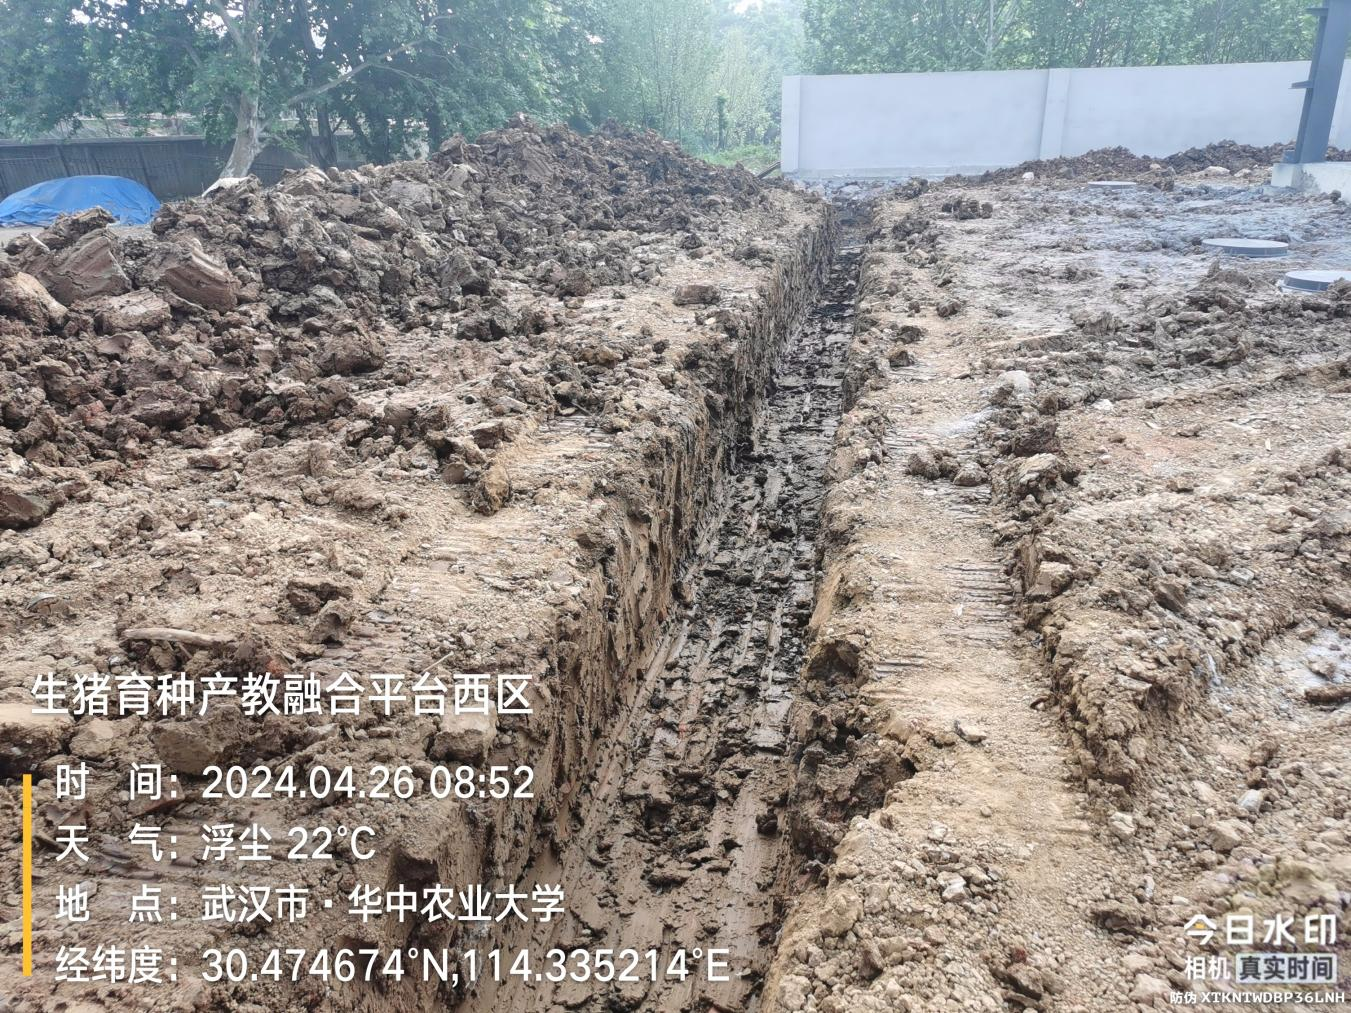 生猪育种产教融合平台西区
时 间：2024.04.26 08:52
天 气：浮尘 22℃
地 点：武汉市·华中农业大学
经纬度：30.474674°N,114.335214°E
今日水印
相机 真实时间
防伪 XTKNTWDBP36LNH